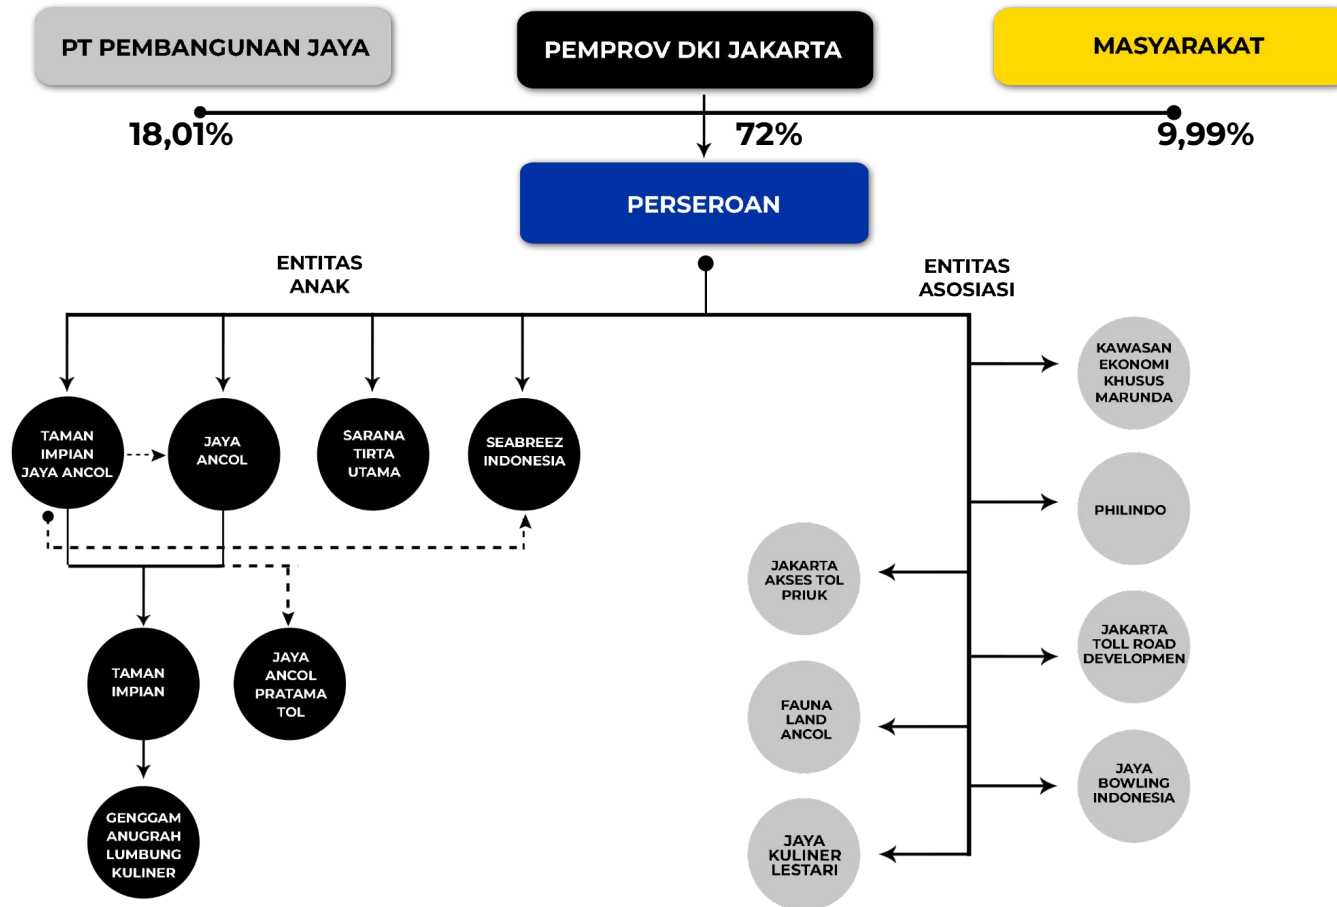 PT PEMBANGUNAN JAYA
PEMPROV DKI JAKARTA
MASYARAKAT
18,01%
72%
9,99%
PERSEROAN
ENTITAS
ANAK
ENTITAS
ASOSIASI
TAMAN
IMPIAN
JAYA ANCOL
JAYA
ANCOL
SARANA
TIRTA
UTAMA
SEABREEZ
INDONESIA
TAMAN
IMPIAN
JAYA
ANCOL
PRATAMA
TOL
GENGGAM
ANUGRAH
LUMBUNG
KULINER
KAWASAN
EKONOMI
KHUSUS
MARUNDA
PHILINDO
JAKARTA
AKSES TOL
PRIUK
JAKARTA
TOLL ROAD
DEVELOPMEN
FAUNA
LAND
ANCOL
JAYA
BOWLING
INDONESIA
JAYA
KULINER
LESTARI